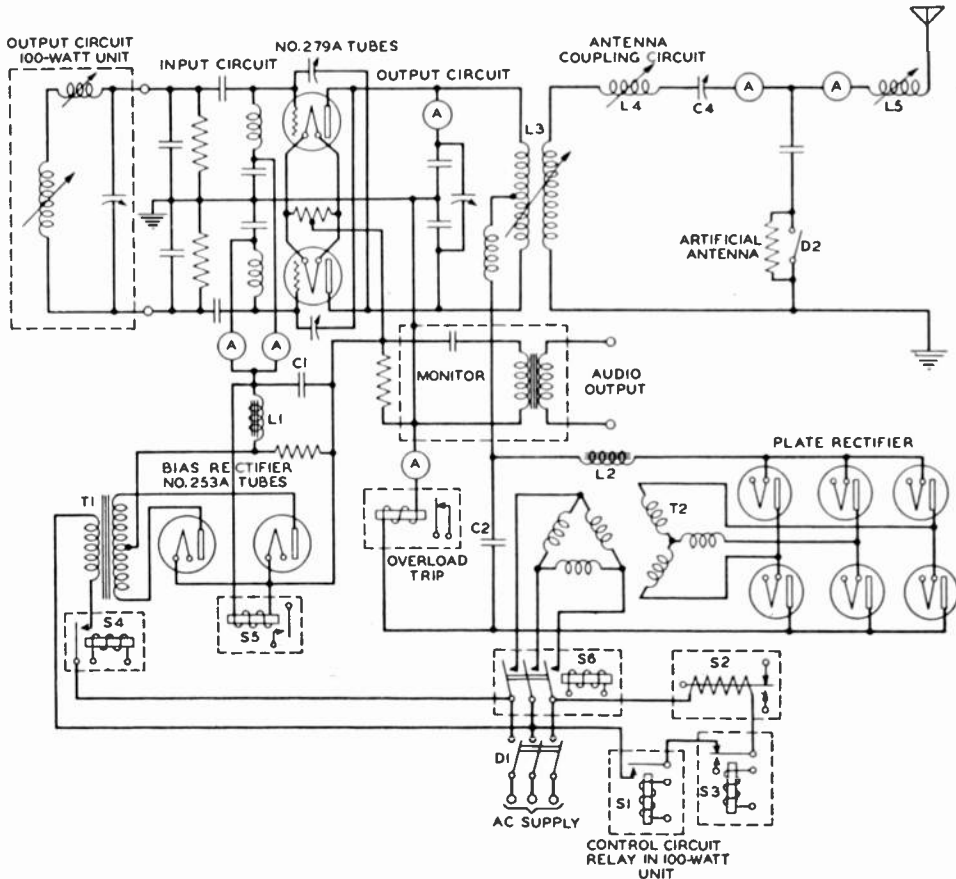 OUTPUT CIRCUIT
100-WATT UNIT
INPUT CIRCUIT
NO. 279A TUBES
OUTPUT CIRCUIT
ANTENNA
COUPLING
CIRCUIT
L4
C4
A
A
L5
A
L3
ARTIFICIAL
ANTENNA
D2
A
A
C1
MONITOR
AUDIO
OUTPUT
L1
BIAS RECTIFIER
NO. 253A TUBES
A
PLATE RECTIFIER
L2
T1
T2
C2
OVERLOAD
TRIP
S4
S5
S6
S2
D1
S1
S3
AC SUPPLY
CONTROL CIRCUIT
RELAY IN 100-WATT
UNIT